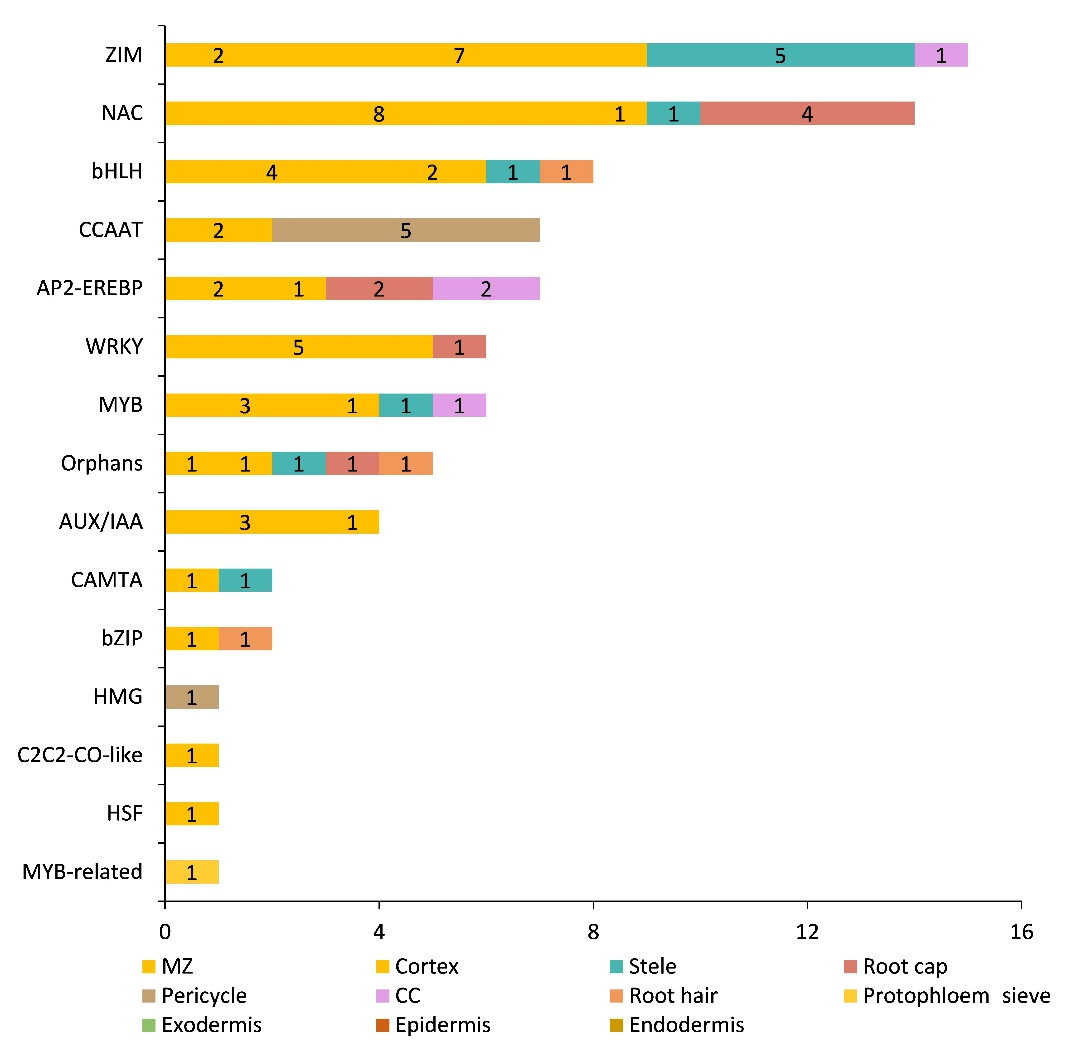 ZIM 2 7 5 1
NAC 8 1 1 4
bHLH 4 2 1 1
CCAAT 2 5
AP2-EREBP 2 1 2 2
WRKY 5 1
MYB 3 1 1 1
Orphans 1 1 1 1 1
AUX/IAA 3 1
CAMTA 1 1
bZIP 1 1
HMG 1
C2C2-CO-like 1
HSF 1
MYB-related 1
0 4 8 12 16
MZ Cortex Stele Root cap
Pericycle CC Root hair Protophloem sieve
Exodermis Epidermis Endodermis